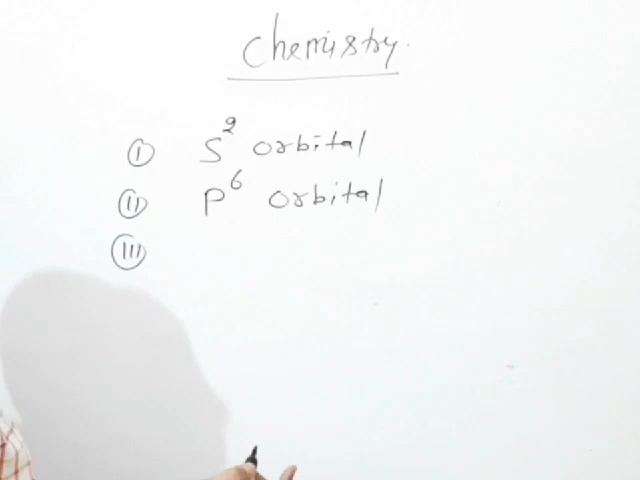 Chemistry.
(I) S² orbital
(II) P⁶ orbital
(III)